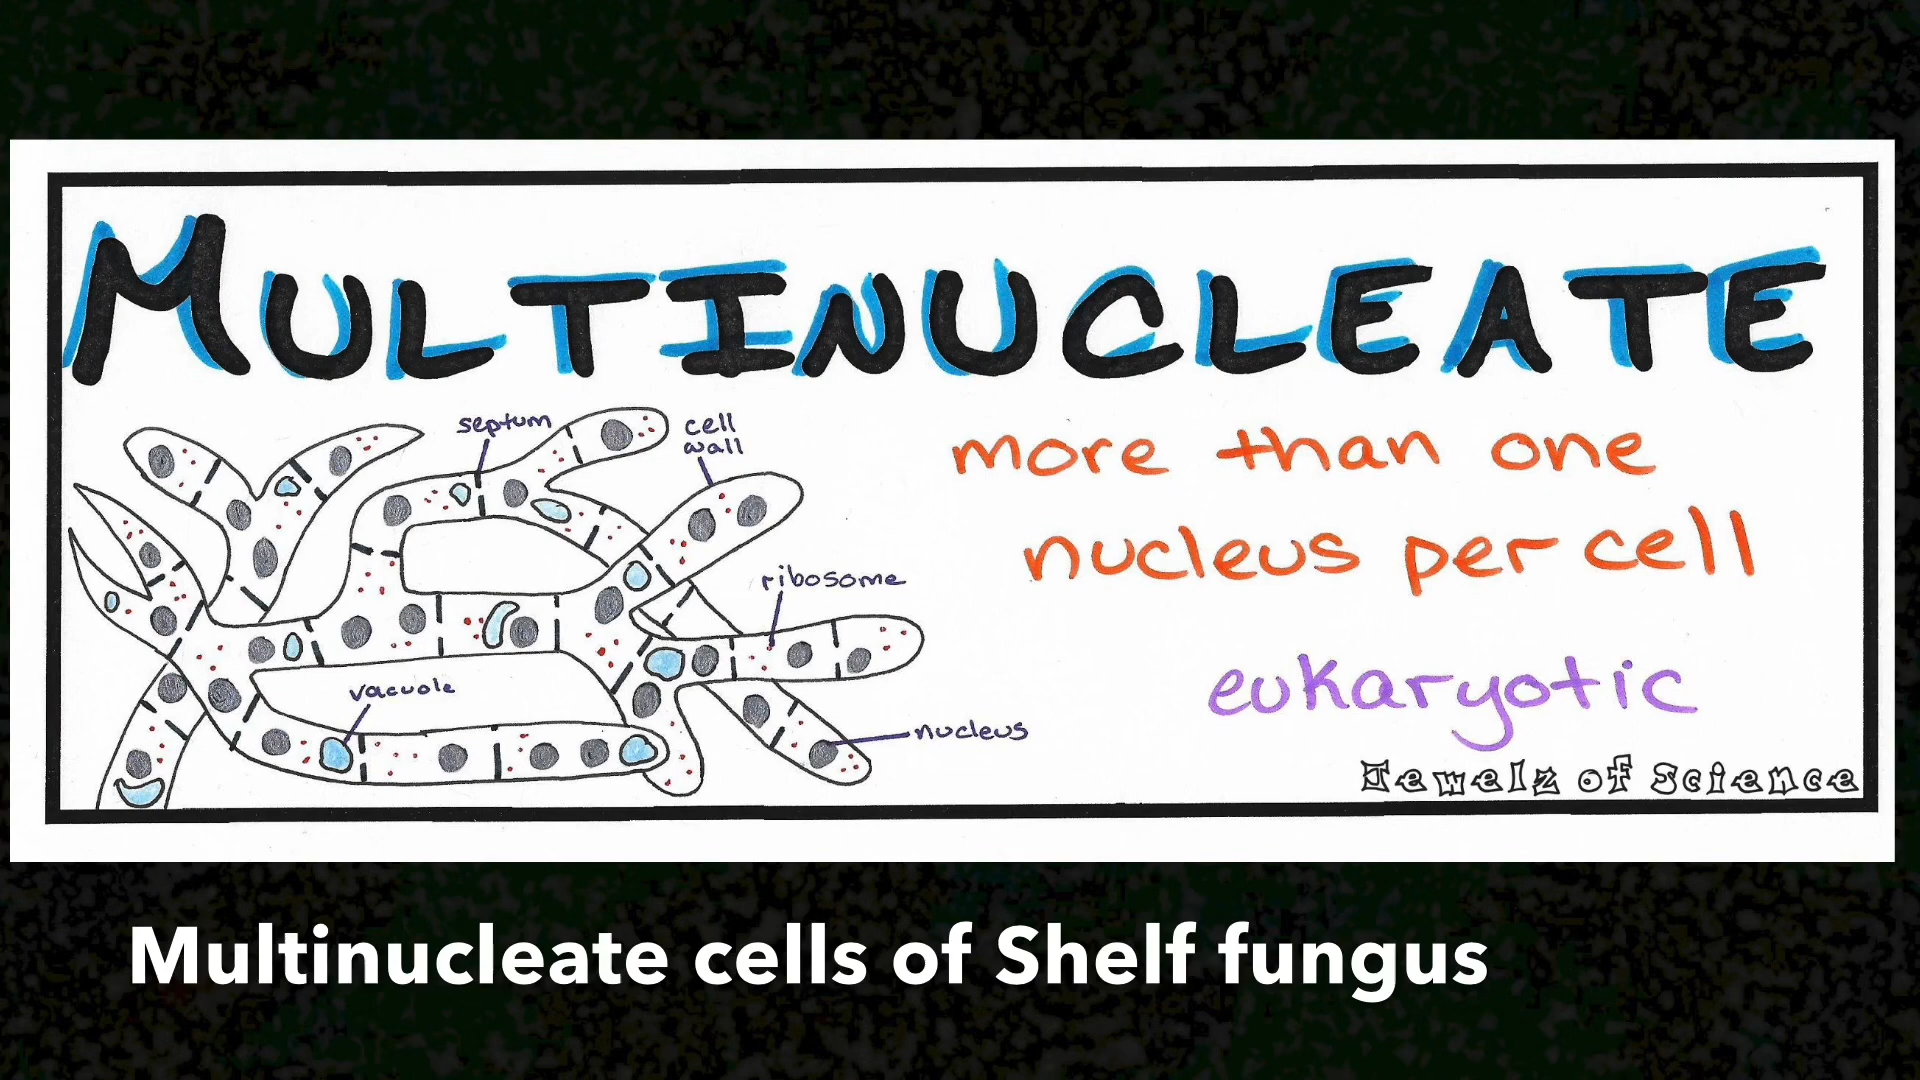 MULTINUCLEATE
septum
cell
wall
more than one
nucleus per cell
ribosome
vacuole
eukaryotic
nucleus
Jewelz of Science
Multinucleate cells of Shelf fungus